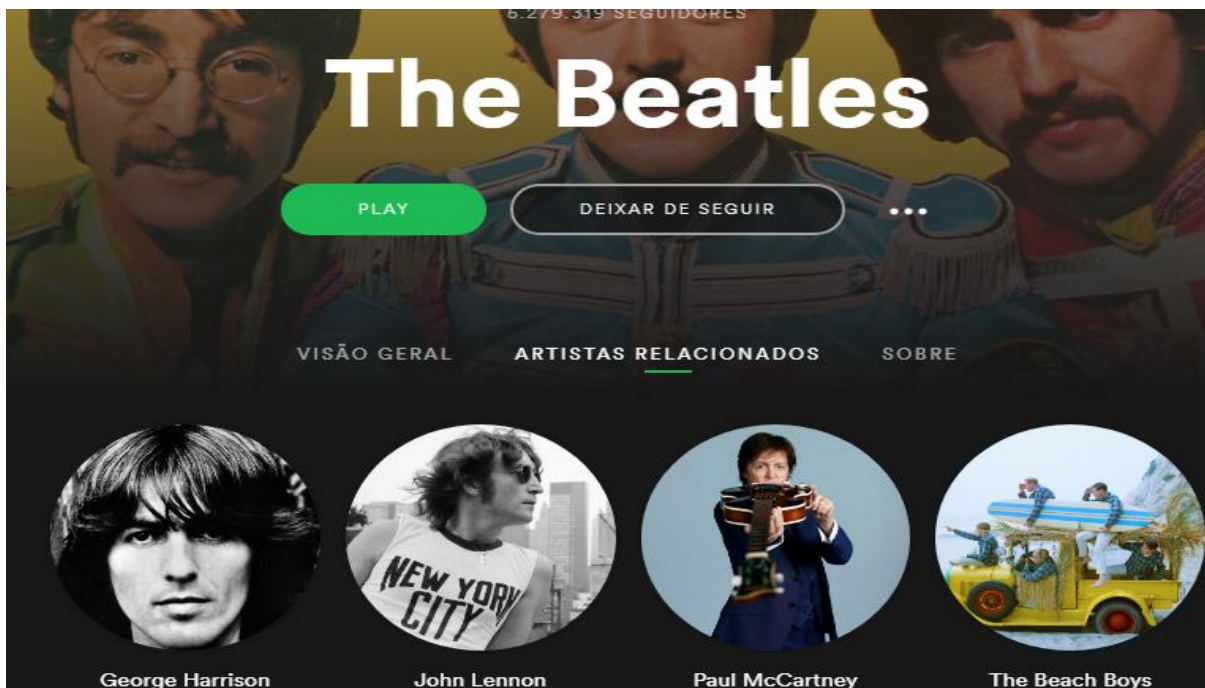 6.279.319 SEGUIDORES
The Beatles
PLAY
DEIXAR DE SEGUIR
VISÃO GERAL
ARTISTAS RELACIONADOS
SOBRE
NEW YORK
CITY
George Harrison
John Lennon
Paul McCartney
The Beach Boys